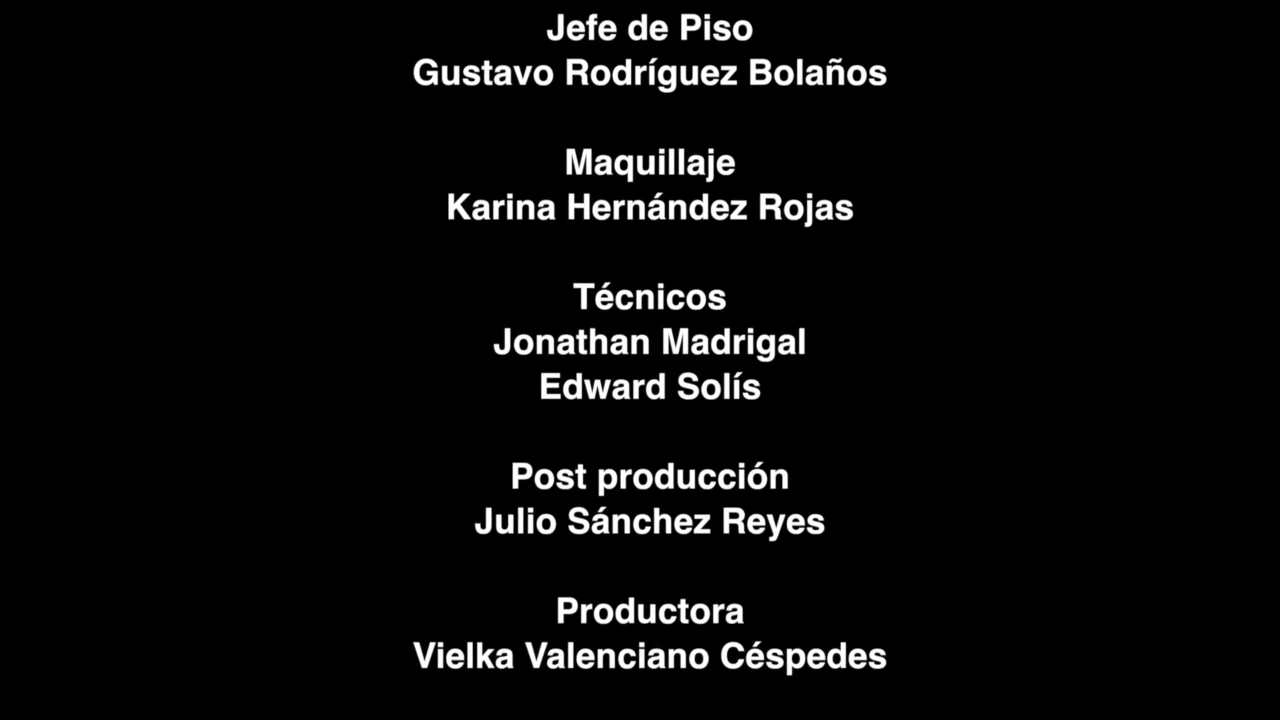 Jefe de Piso
Gustavo Rodríguez Bolaños
Maquillaje
Karina Hernández Rojas
Técnicos
Jonathan Madrigal
Edward Solís
Post producción
Julio Sánchez Reyes
Productora
Vielka Valenciano Céspedes